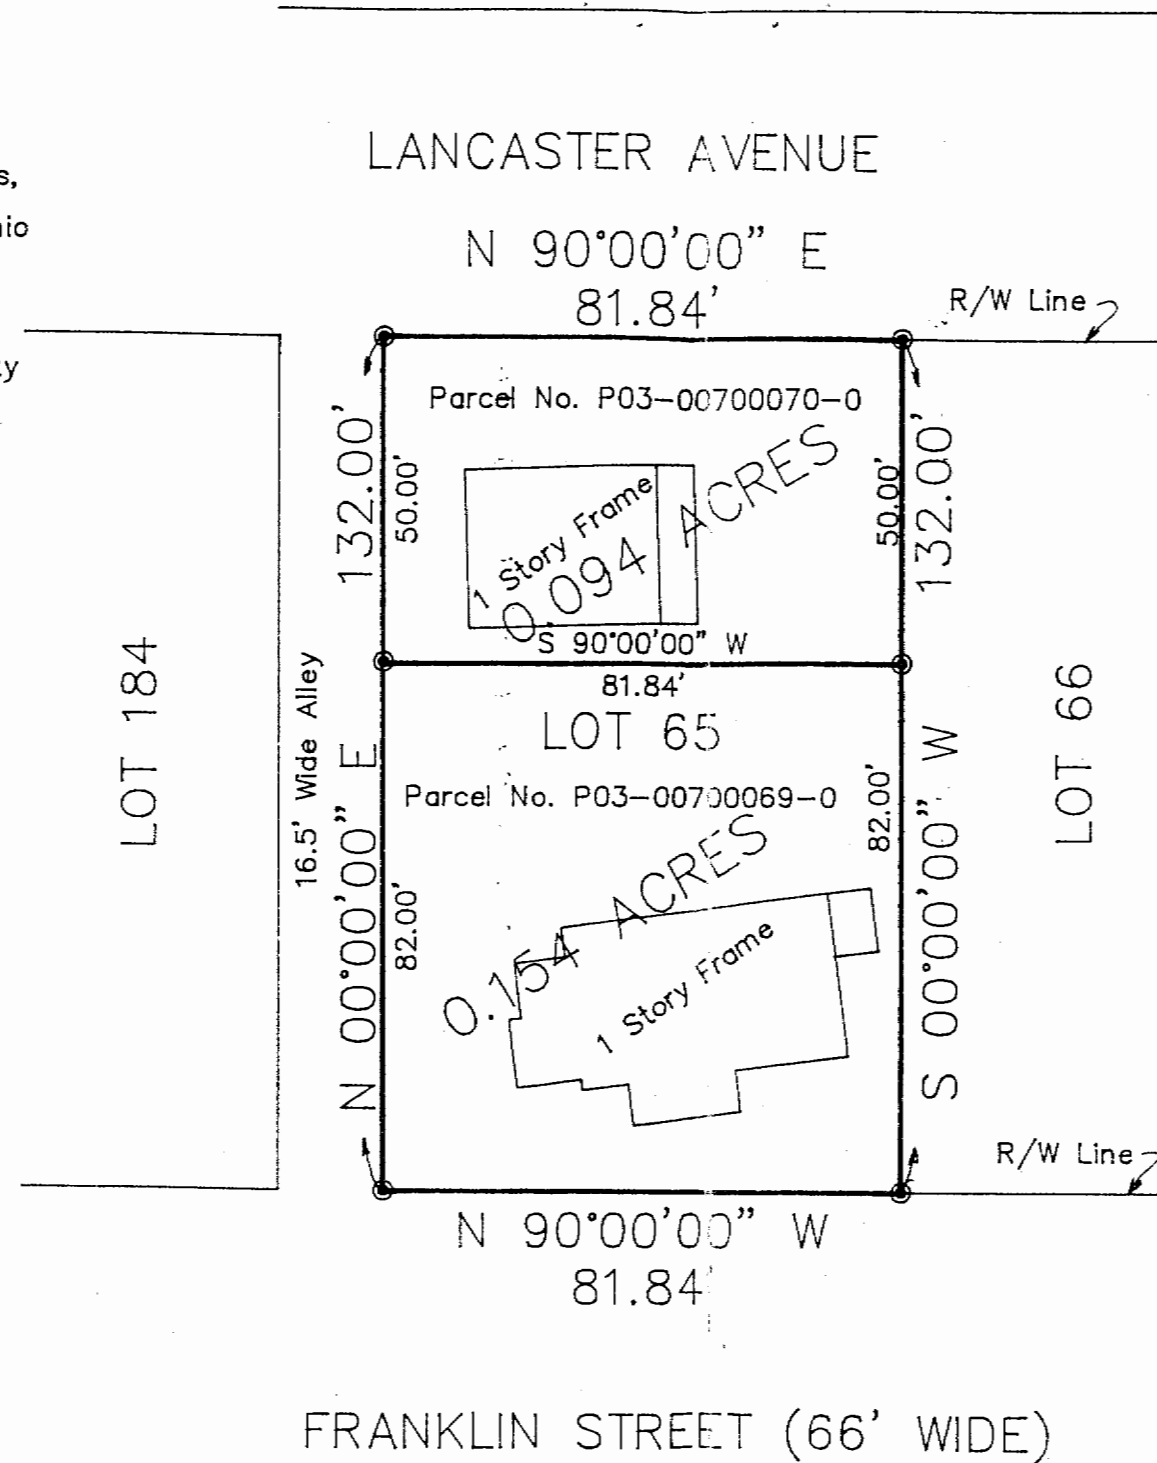 LANCASTER AVENUE
s,
N 90°00'00" E
81.84'
R/W Line
Parcel No. P03-00700070-0
132.00'
50.00'
1 Story Frame
0.094 ACRES
50.00'
132.00'
S 90°00'00" W
81.84'
LOT 184
16.5' Wide Alley
LOT 65
LOT 66
Parcel No. P03-00700069-0
N 00°00'00" E
82.00'
0.154 ACRES
1 Story Frame
82.00'
S 00°00'00" W
R/W Line
N 90°00'00" W
81.84'
FRANKLIN STREET (66' WIDE)